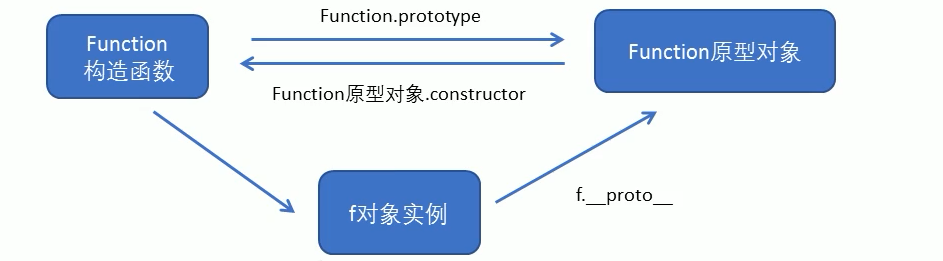 Function.prototype
Function
构造函数
Function原型对象
Function原型对象.constructor
f对象实例
f.__proto__